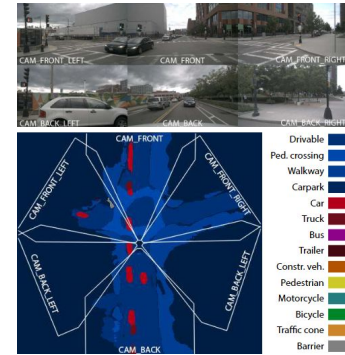 CAM_FRONT_LEFT
CAM_FRONT
CAM_FRONT_RIGHT
CAM_BACK_LEFT
CAM_BACK
CAM_BACK_RIGHT
CAM_FRONT
CAM_FRONT_LEFT
CAM_FRONT_RIGHT
CAM_BACK_LEFT
CAM_BACK_LEFT
CAM_BACK
Drivable
Ped. crossing
Walkway
Carpark
Car
Truck
Bus
Trailer
Constr. veh.
Pedestrian
Motorcycle
Bicycle
Traffic cone
Barrier